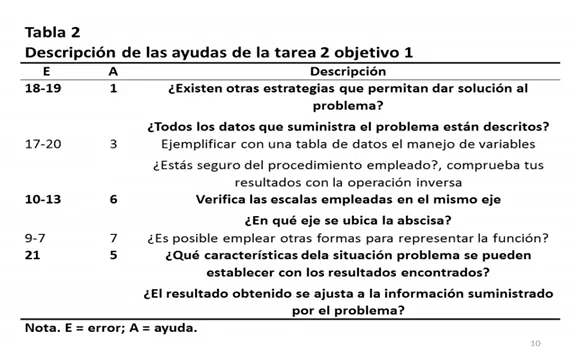 Tabla 2
Descripción de las ayudas de la tarea 2 objetivo 1
E A Descripción
18-19 1 ¿Existen otras estrategias que permitan dar solución al
problema?
¿Todos los datos que suministra el problema están descritos?
17-20 3 Ejemplificar con una tabla de datos el manejo de variables
¿Estás seguro del procedimiento empleado?, comprueba tus
resultados con la operación inversa
10-13 6 Verifica las escalas empleadas en el mismo eje
¿En qué eje se ubica la abscisa?
9-7 7 ¿Es posible emplear otras formas para representar la función?
21 5 ¿Qué características dela situación problema se pueden
establecer con los resultados encontrados?
¿El resultado obtenido se ajusta a la información suministrado
por el problema?
Nota. E = error; A = ayuda.
10